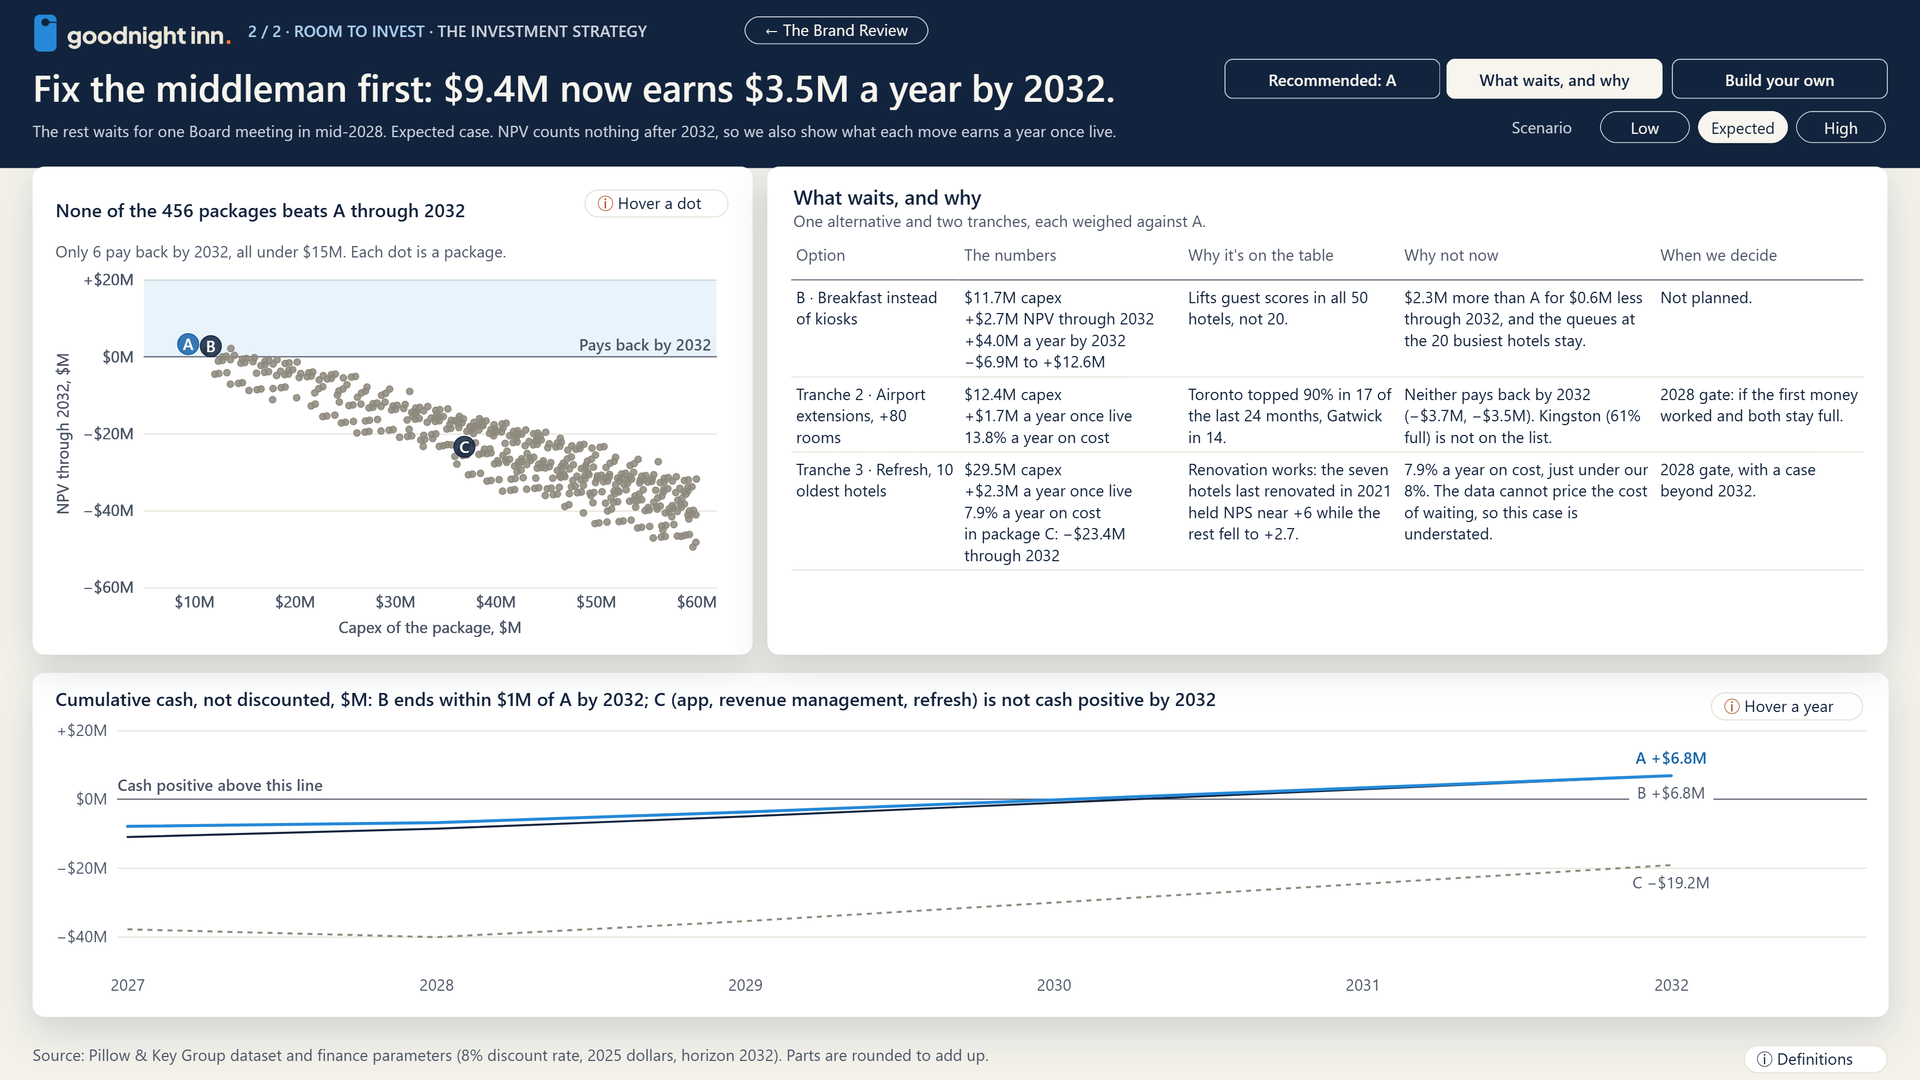 goodnight inn.
2 / 2 · ROOM TO INVEST · THE INVESTMENT STRATEGY
← The Brand Review
Fix the middleman first: $9.4M now earns $3.5M a year by 2032.
The rest waits for one Board meeting in mid-2028. Expected case. NPV counts nothing after 2032, so we also show what each move earns a year once live.
Recommended: A
What waits, and why
Build your own
Scenario
Low
Expected
High
None of the 456 packages beats A through 2032
ⓘ Hover a dot
Only 6 pay back by 2032, all under $15M. Each dot is a package.
+$20M
$0M
−$20M
−$40M
−$60M
NPV through 2032, $M
Pays back by 2032
A
B
C
$10M
$20M
$30M
$40M
$50M
$60M
Capex of the package, $M
What waits, and why
One alternative and two tranches, each weighed against A.
Option
The numbers
Why it's on the table
Why not now
When we decide
B · Breakfast instead
of kiosks
$11.7M capex
+$2.7M NPV through 2032
+$4.0M a year by 2032
−$6.9M to +$12.6M
Lifts guest scores in all 50
hotels, not 20.
$2.3M more than A for $0.6M less
through 2032, and the queues at
the 20 busiest hotels stay.
Not planned.
Tranche 2 · Airport
extensions, +80
rooms
$12.4M capex
+$1.7M a year once live
13.8% a year on cost
Toronto topped 90% in 17 of
the last 24 months, Gatwick
in 14.
Neither pays back by 2032
(−$3.7M, −$3.5M). Kingston (61%
full) is not on the list.
2028 gate: if the first money
worked and both stay full.
Tranche 3 · Refresh, 10
oldest hotels
$29.5M capex
+$2.3M a year once live
7.9% a year on cost
in package C: −$23.4M
through 2032
Renovation works: the seven
hotels last renovated in 2021
held NPS near +6 while the
rest fell to +2.7.
7.9% a year on cost, just under our
8%. The data cannot price the cost
of waiting, so this case is
understated.
2028 gate, with a case
beyond 2032.
Cumulative cash, not discounted, $M: B ends within $1M of A by 2032; C (app, revenue management, refresh) is not cash positive by 2032
ⓘ Hover a year
+$20M
$0M
−$20M
−$40M
Cash positive above this line
A +$6.8M
B +$6.8M
C −$19.2M
2027
2028
2029
2030
2031
2032
Source: Pillow & Key Group dataset and finance parameters (8% discount rate, 2025 dollars, horizon 2032). Parts are rounded to add up.
ⓘ Definitions